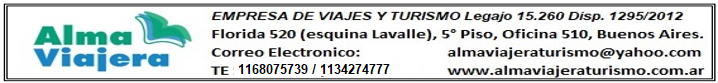 Alma
Viajera
EMPRESA DE VIAJES Y TURISMO Legajo 15.260 Disp. 1295/2012
Florida 520 (esquina Lavalle), 5° Piso, Oficina 510, Buenos Aires.
Correo Electronico: almaviajeraturismo@yahoo.com
TE 1168075739 / 1134274777 www.almaviajeraturismo.com.ar